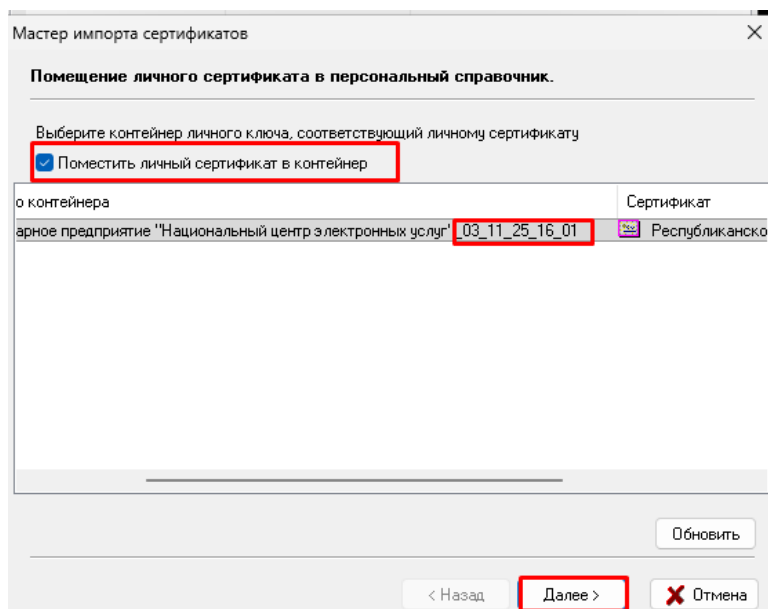 Мастер импорта сертификатов
Помещение личного сертификата в персональный справочник.
Выберите контейнер личного ключа, соответствующий личному сертификату
Поместить личный сертификат в контейнер
о контейнера Сертификат
арное предприятие "Национальный центр электронных услуг"_03_11_25_16_01 Республиканско
Обновить
< Назад Далее > Отмена